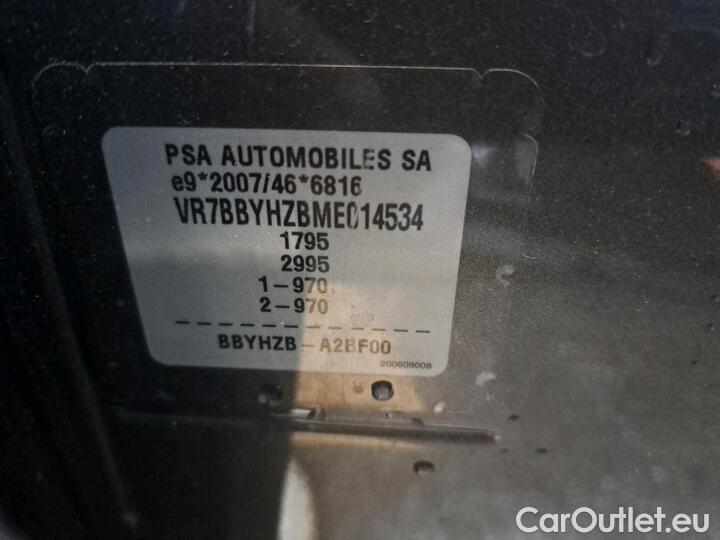 PSA AUTOMOBILES SA
e9*2007/46*6816
VR7BBYHZBME014534
1795
2995
1-970
2-970
BBYHZB-A2BF00
200609008
CarOutlet.eu